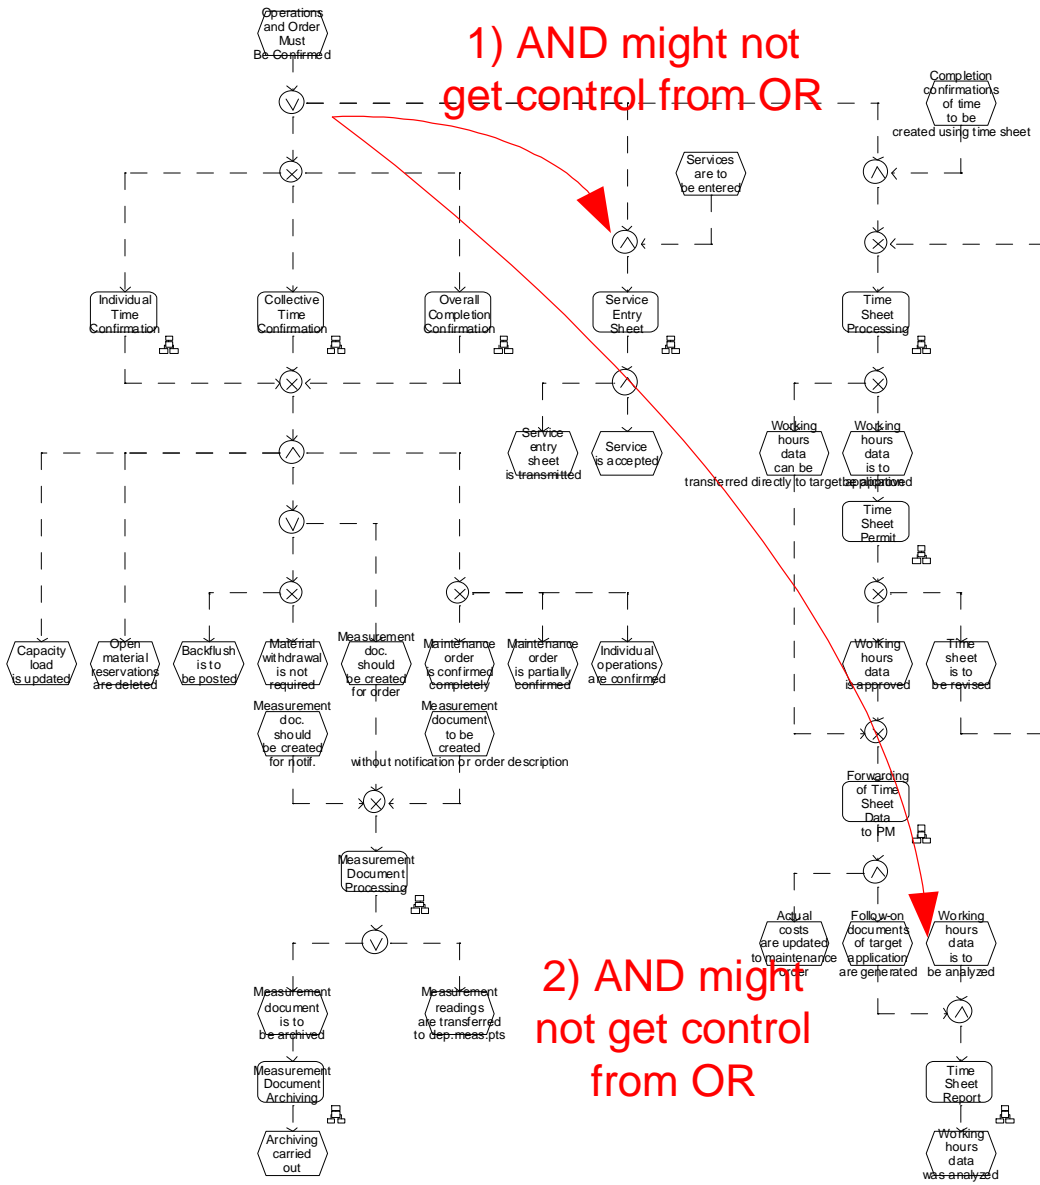 Operations
and Order
Must
Be Confirmed
1) AND might not
get control from OR
Completion
confirmations
of time
to be
created using time sheet
Services
are to
be entered
Individual
Time
Confirmation
Collective
Time
Confirmation
Overall
Completion
Confirmation
Service
Entry
Sheet
Time
Sheet
Processing
Service
entry
sheet
is transmitted
Service
is accepted
Working
hours
data
can be
transferred directly to target application
Working
hours
data
is to
be approved
Time
Sheet
Permit
Capacity
load
is updated
Open
material
reservations
are deleted
Backflush
is to
be posted
Material
withdrawal
is not
required
Measurement
doc.
should
be created
for order
Maintenance
order
is confirmed
completely
Maintenance
order
is partially
confirmed
Individual
operations
are confirmed
Working
hours
data
is approved
Time
sheet
is to
be revised
Measurement
doc.
should
be created
for notif.
Measurement
document
to be
created
without notification or order description
Forwarding
of Time
Sheet
Data
to PM
Measurement
Document
Processing
Actual
costs
are updated
to maintenance
order
Follow-on
documents
of target
application
are generated
Working
hours
data
is to
be analyzed
2) AND might
not get control
from OR
Measurement
document
is to
be archived
Measurement
readings
are transferred
to dep.meas.pts
Measurement
Document
Archiving
Time
Sheet
Report
Archiving
carried
out
Working
hours
data
was analyzed